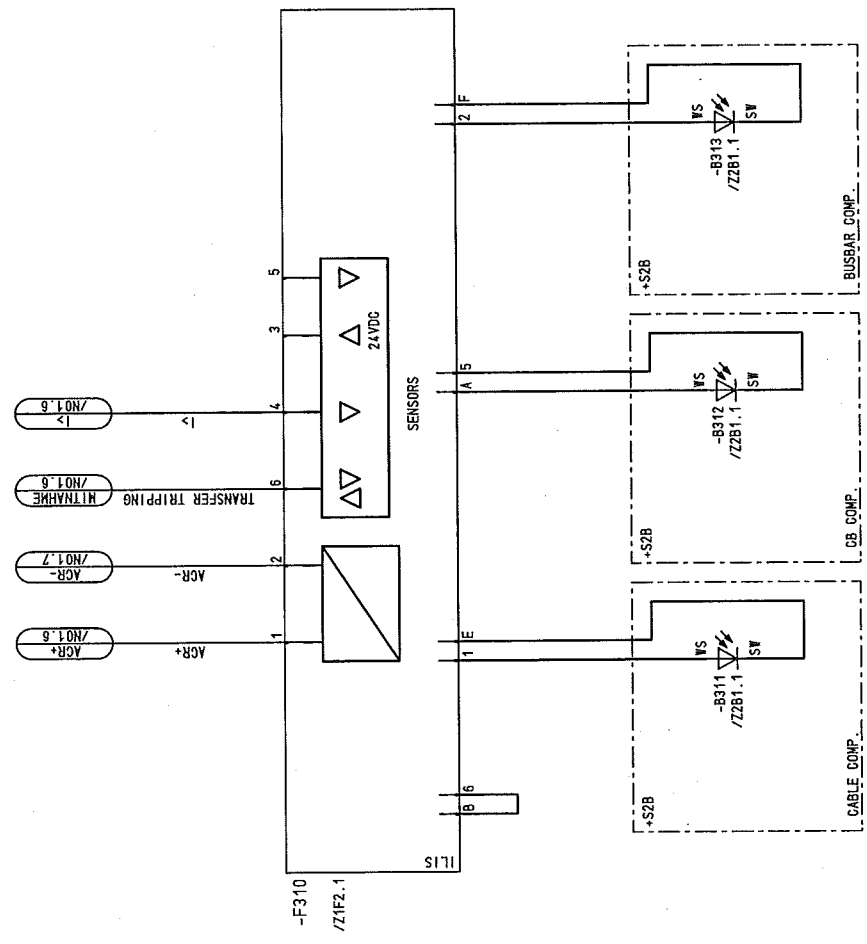 ACR+
/N01.6
ACR-
/N01.7
MITNAHME
/N01.6
I>
/N01.6
ACR+
ACR-
TRANSFER TRIPPING
I>
1
2
6
4
3
5
-F310
/Z1F2.1
24VDC
SENSORS
ILIS
B
6
1
E
A
5
2
F
+S2B
WS
-B311
/Z2B1.1
SW
CABLE COMP.
+S2B
WS
-B312
/Z2B1.1
SW
CB COMP.
+S2B
WS
-B313
/Z2B1.1
SW
BUSBAR COMP.